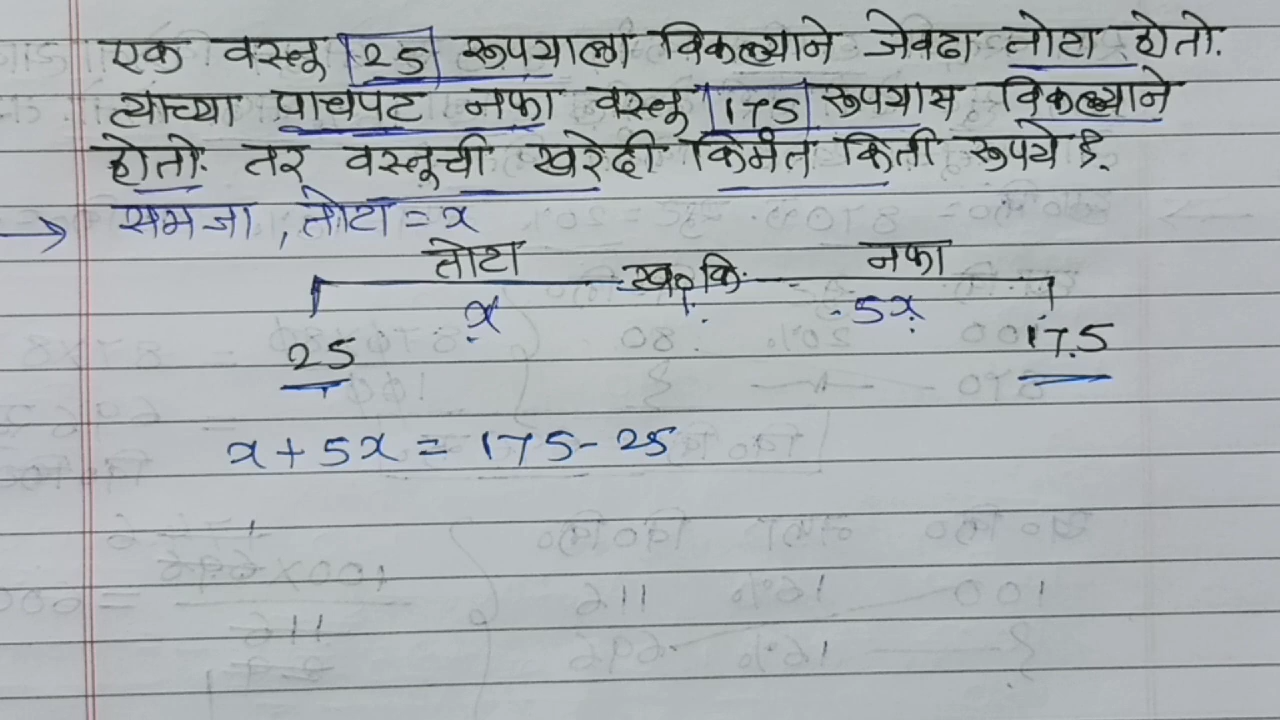 एक वस्तू 25 रूपयाला विकल्याने जेवढा तोटा होतो.
त्याच्या पाचपट नफा वस्तू 175 रूपयास विकल्याने
होतो. तर वस्तूची खरेदी किंमत किती रूपये?
→ समजा, तोटा = x
तोटा ख० कि. नफा
x 5x
25 175
x + 5x = 175 - 25